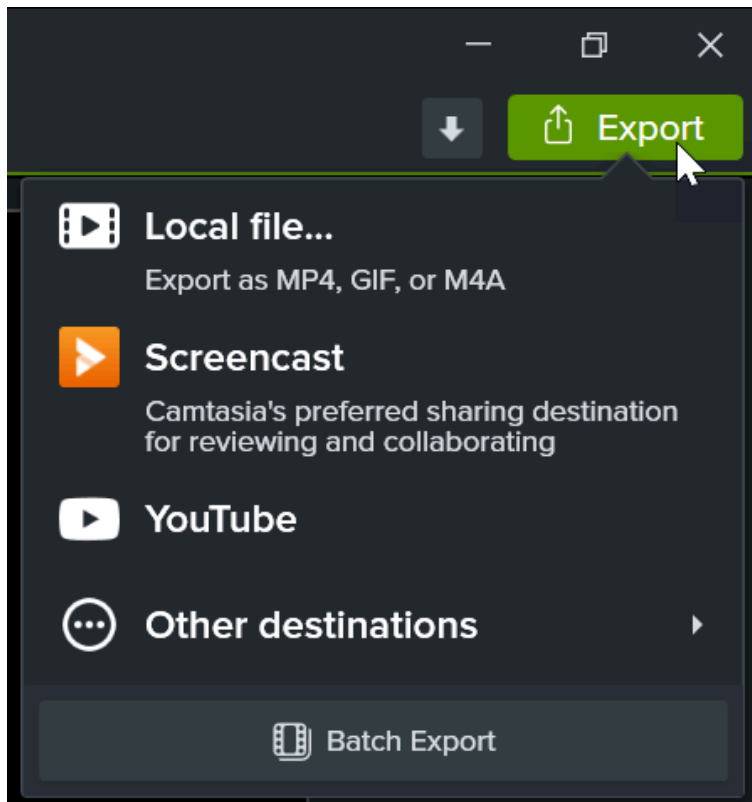 Export
Local file...
Export as MP4, GIF, or M4A
Screencast
Camtasia's preferred sharing destination
for reviewing and collaborating
YouTube
Other destinations
Batch Export